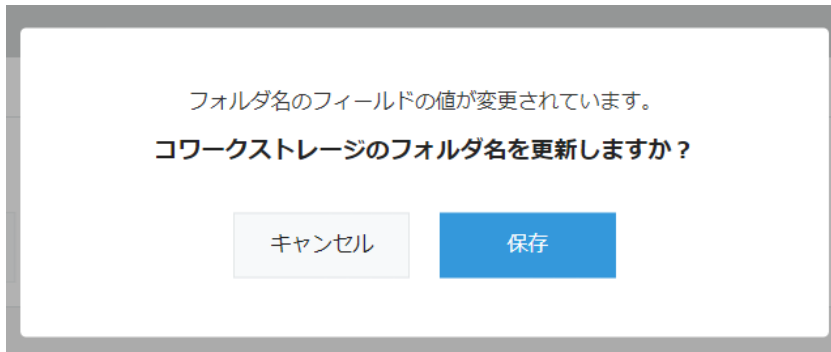 フォルダ名のフィールドの値が変更されています。
コワークストレージのフォルダ名を更新しますか？
キャンセル
保存